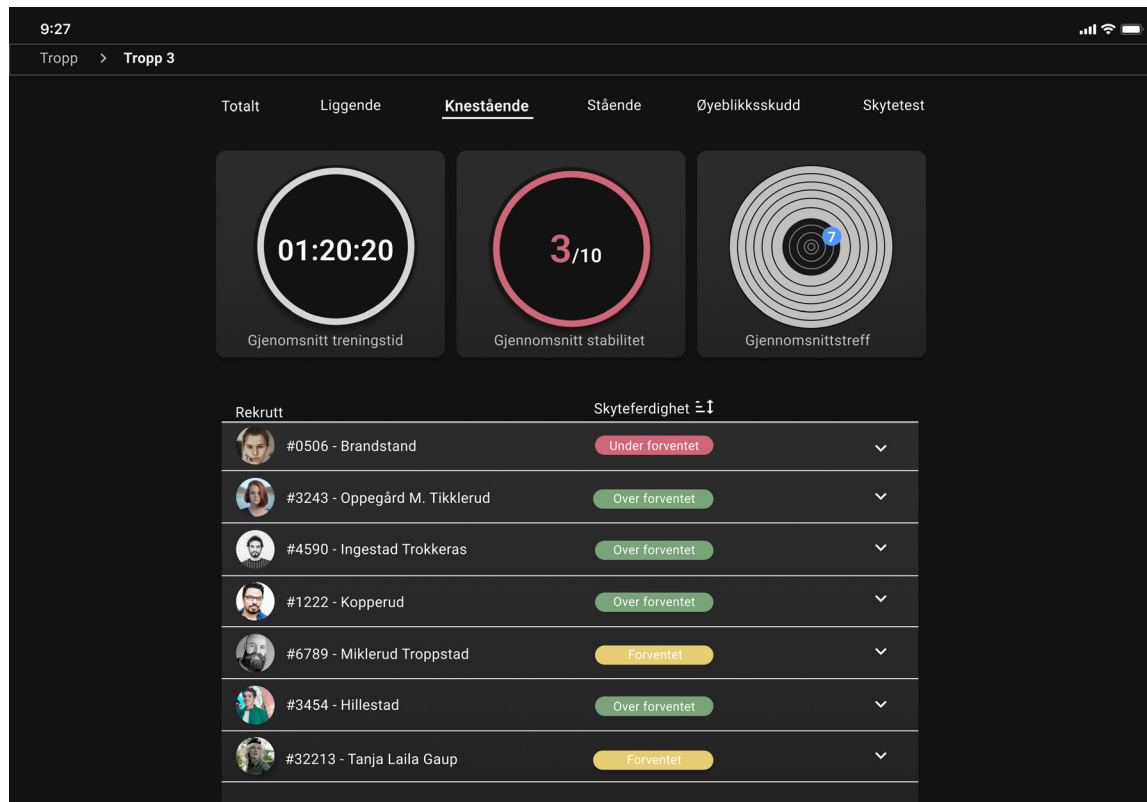 9:27
Tropp > Tropp 3
Totalt Liggende Knestående Stående Øyeblikksskudd Skytetest
01:20:20
3/10
7
Gjenomsnitt treningstid
Gjennomsnitt stabilitet
Gjennomsnittstreff
Rekrutt Skyteferdighet
#0506 - Brandstand Under forventet
#3243 - Oppegård M. Tikklerud Over forventet
#4590 - Ingestad Trokkeras Over forventet
#1222 - Kopperud Over forventet
#6789 - Miklerud Troppstad Forventet
#3454 - Hillestad Over forventet
#32213 - Tanja Laila Gaup Forventet